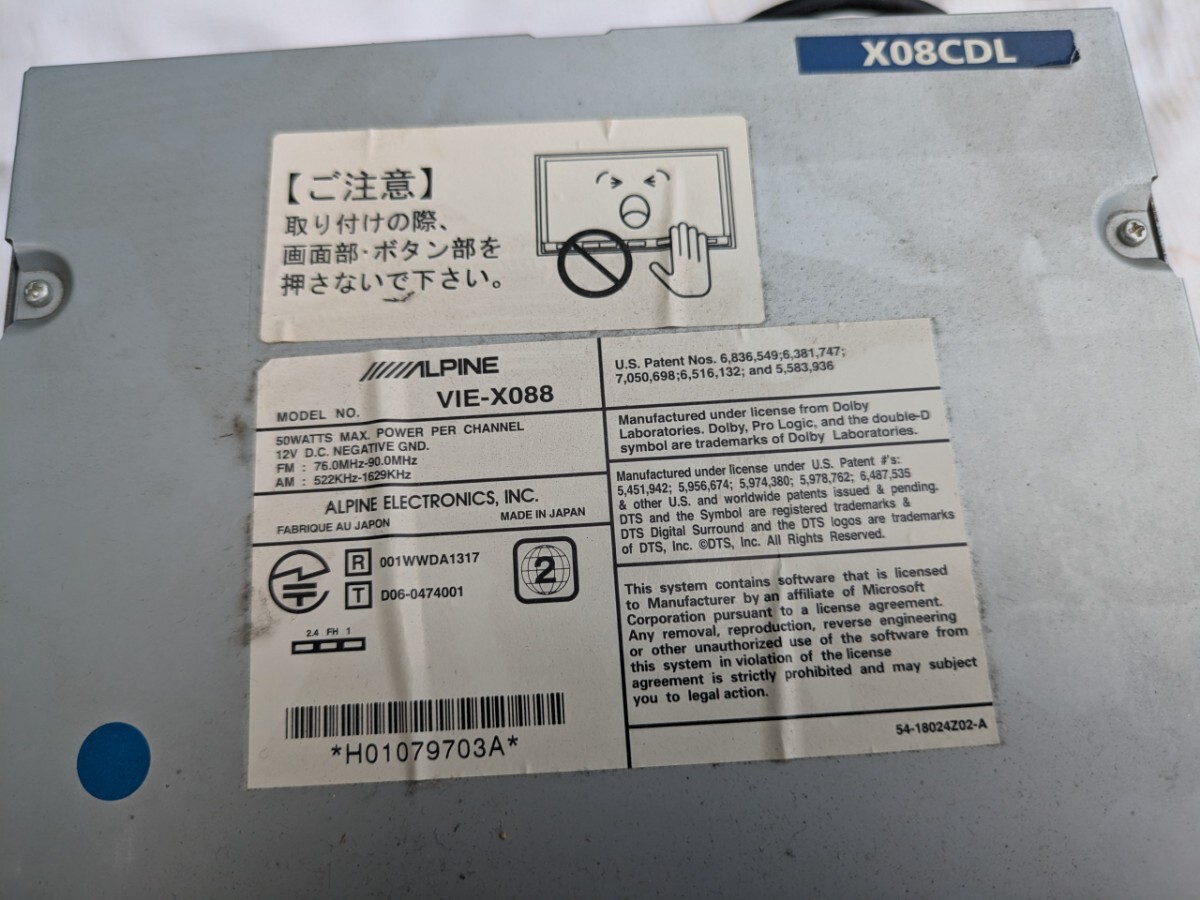 X08CDL
【ご注意】
取り付けの際、
画面部・ボタン部を
押さないで下さい。
ALPINE
MODEL NO. VIE-X088
50WATTS MAX. POWER PER CHANNEL
12V D.C. NEGATIVE GND.
FM : 76.0MHz-90.0MHz
AM : 522KHz-1629KHz
ALPINE ELECTRONICS, INC.
FABRIQUE AU JAPON MADE IN JAPAN
R 001WWDA1317
T D06-0474001
2
2.4 FH 1
*H01079703A*
U.S. Patent Nos. 6,836,549;6,381,747;
7,050,698;6,516,132; and 5,583,936
Manufactured under license from Dolby
Laboratories. Dolby, Pro Logic, and the double-D
symbol are trademarks of Dolby Laboratories.
Manufactured under license under U.S. Patent #'s:
5,451,942; 5,956,674; 5,974,380; 5,978,762; 6,487,535
& other U.S. and worldwide patents issued & pending.
DTS and the Symbol are registered trademarks &
DTS Digital Surround and the DTS logos are trademarks
of DTS, Inc. ©DTS, Inc. All Rights Reserved.
This system contains software that is licensed
to Manufacturer by an affiliate of Microsoft
Corporation pursuant to a license agreement.
Any removal, reproduction, reverse engineering
or other unauthorized use of the software from
this system in violation of the license
agreement is strictly prohibited and may subject
you to legal action.
54-18024Z02-A